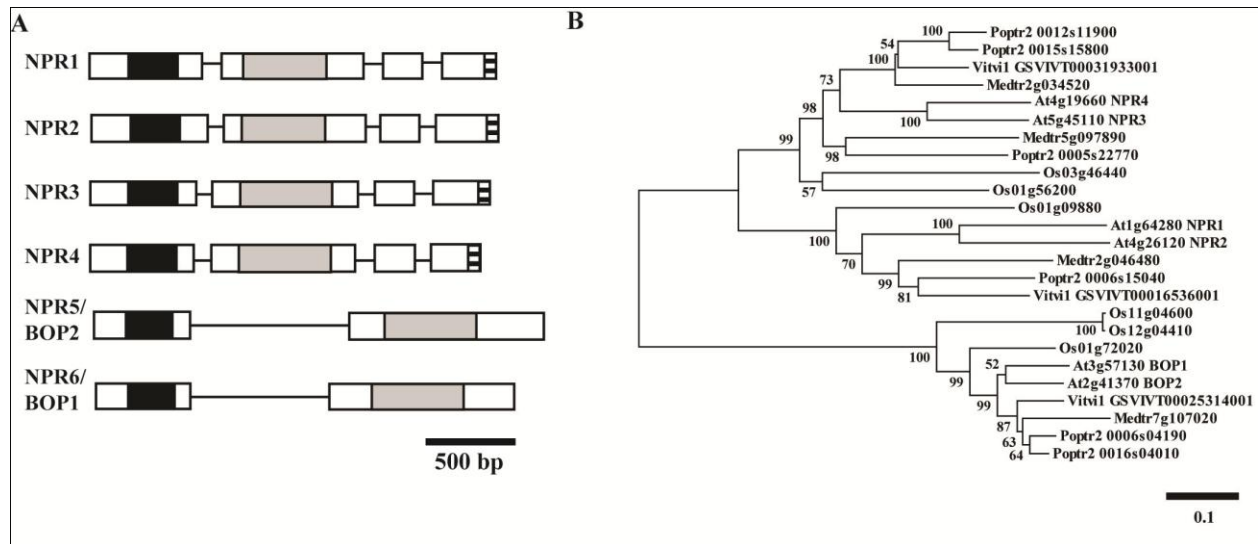 A
NPR1
NPR2
NPR3
NPR4
NPR5/
BOP2
NPR6/
BOP1
500 bp
B
100
Poptr2 0012s11900
54
Poptr2 0015s15800
Vitvi1 GSVIVT00031933001
100
Medtr2g034520
73
At4g19660 NPR4
100
At5g45110 NPR3
98
Medtr5g097890
98
Poptr2 0005s22770
99
Os03g46440
57
Os01g56200
Os01g09880
100
At1g64280 NPR1
100
At4g26120 NPR2
70
Medtr2g046480
99
Poptr2 0006s15040
81
Vitvi1 GSVIVT00016536001
Os11g04600
100
Os12g04410
100
Os01g72020
99
52
At3g57130 BOP1
At2g41370 BOP2
99
Vitvi1 GSVIVT00025314001
87
Medtr7g107020
63
Poptr2 0006s04190
64
Poptr2 0016s04010
0.1